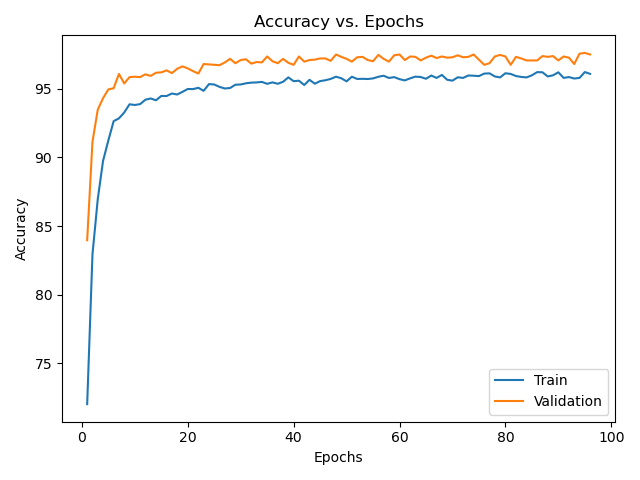 Accuracy vs. Epochs
Accuracy
95
90
85
80
75
0 20 40 60 80 100
Epochs
Train
Validation